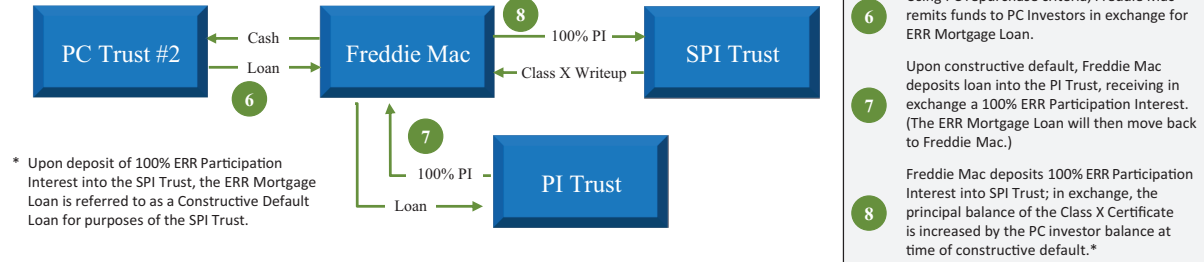 PC Trust #2
Cash
Loan
6
Freddie Mac
8
100% PI
Class X Writeup
SPI Trust
7
100% PI
Loan
PI Trust
* Upon deposit of 100% ERR Participation
Interest into the SPI Trust, the ERR Mortgage
Loan is referred to as a Constructive Default
Loan for purposes of the SPI Trust.
6
remits funds to PC Investors in exchange for
ERR Mortgage Loan.
7
Upon constructive default, Freddie Mac
deposits loan into the PI Trust, receiving in
exchange a 100% ERR Participation Interest.
(The ERR Mortgage Loan will then move back
to Freddie Mac.)
8
Freddie Mac deposits 100% ERR Participation
Interest into SPI Trust; in exchange, the
principal balance of the Class X Certificate
is increased by the PC investor balance at
time of constructive default.*